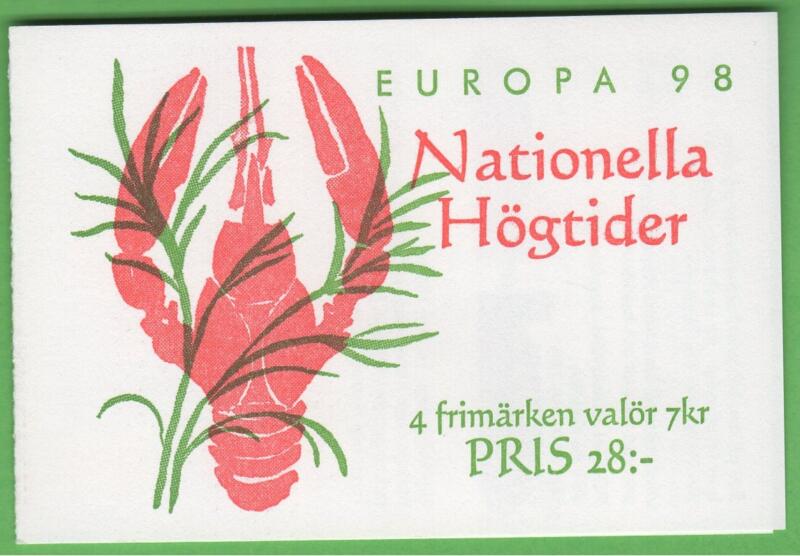 EUROPA 98
Nationella
Högtider
4 frimärken valör 7kr
PRIS 28:-